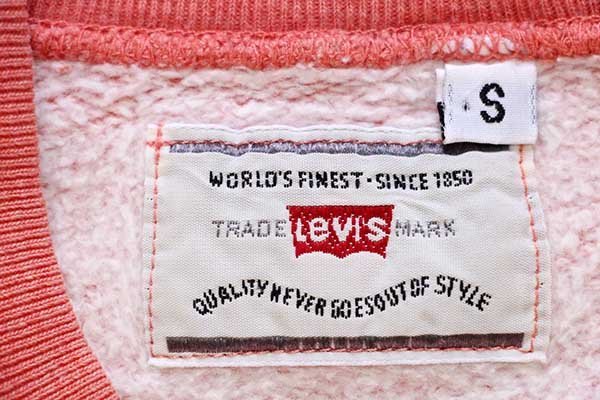 S
WORLD'S FINEST · SINCE 1850
TRADE LEVI'S MARK
QUALITY NEVER GOES OUT OF STYLE